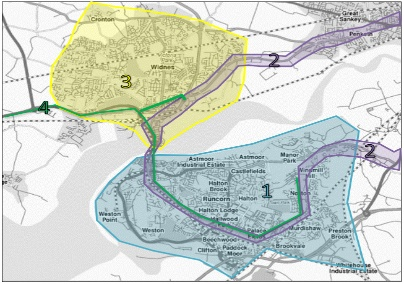 Cronton
Great
Sankey
Penketh
2
Widnes
3
4
Astmoor
Industrial Estate
Astmoor
Manor
Park
2
Castlefields
Windmill
Hill
Halton
Brook
1
Runcorn
Halton
Norton
Halton Lodge
Weston
Point
Hallwood
Weston
Palace
Fields
Murdishaw
Beechwood
Preston
Brook
Clifton
Paddock
Moor
Brookvale
Whitehouse
Industrial Estate